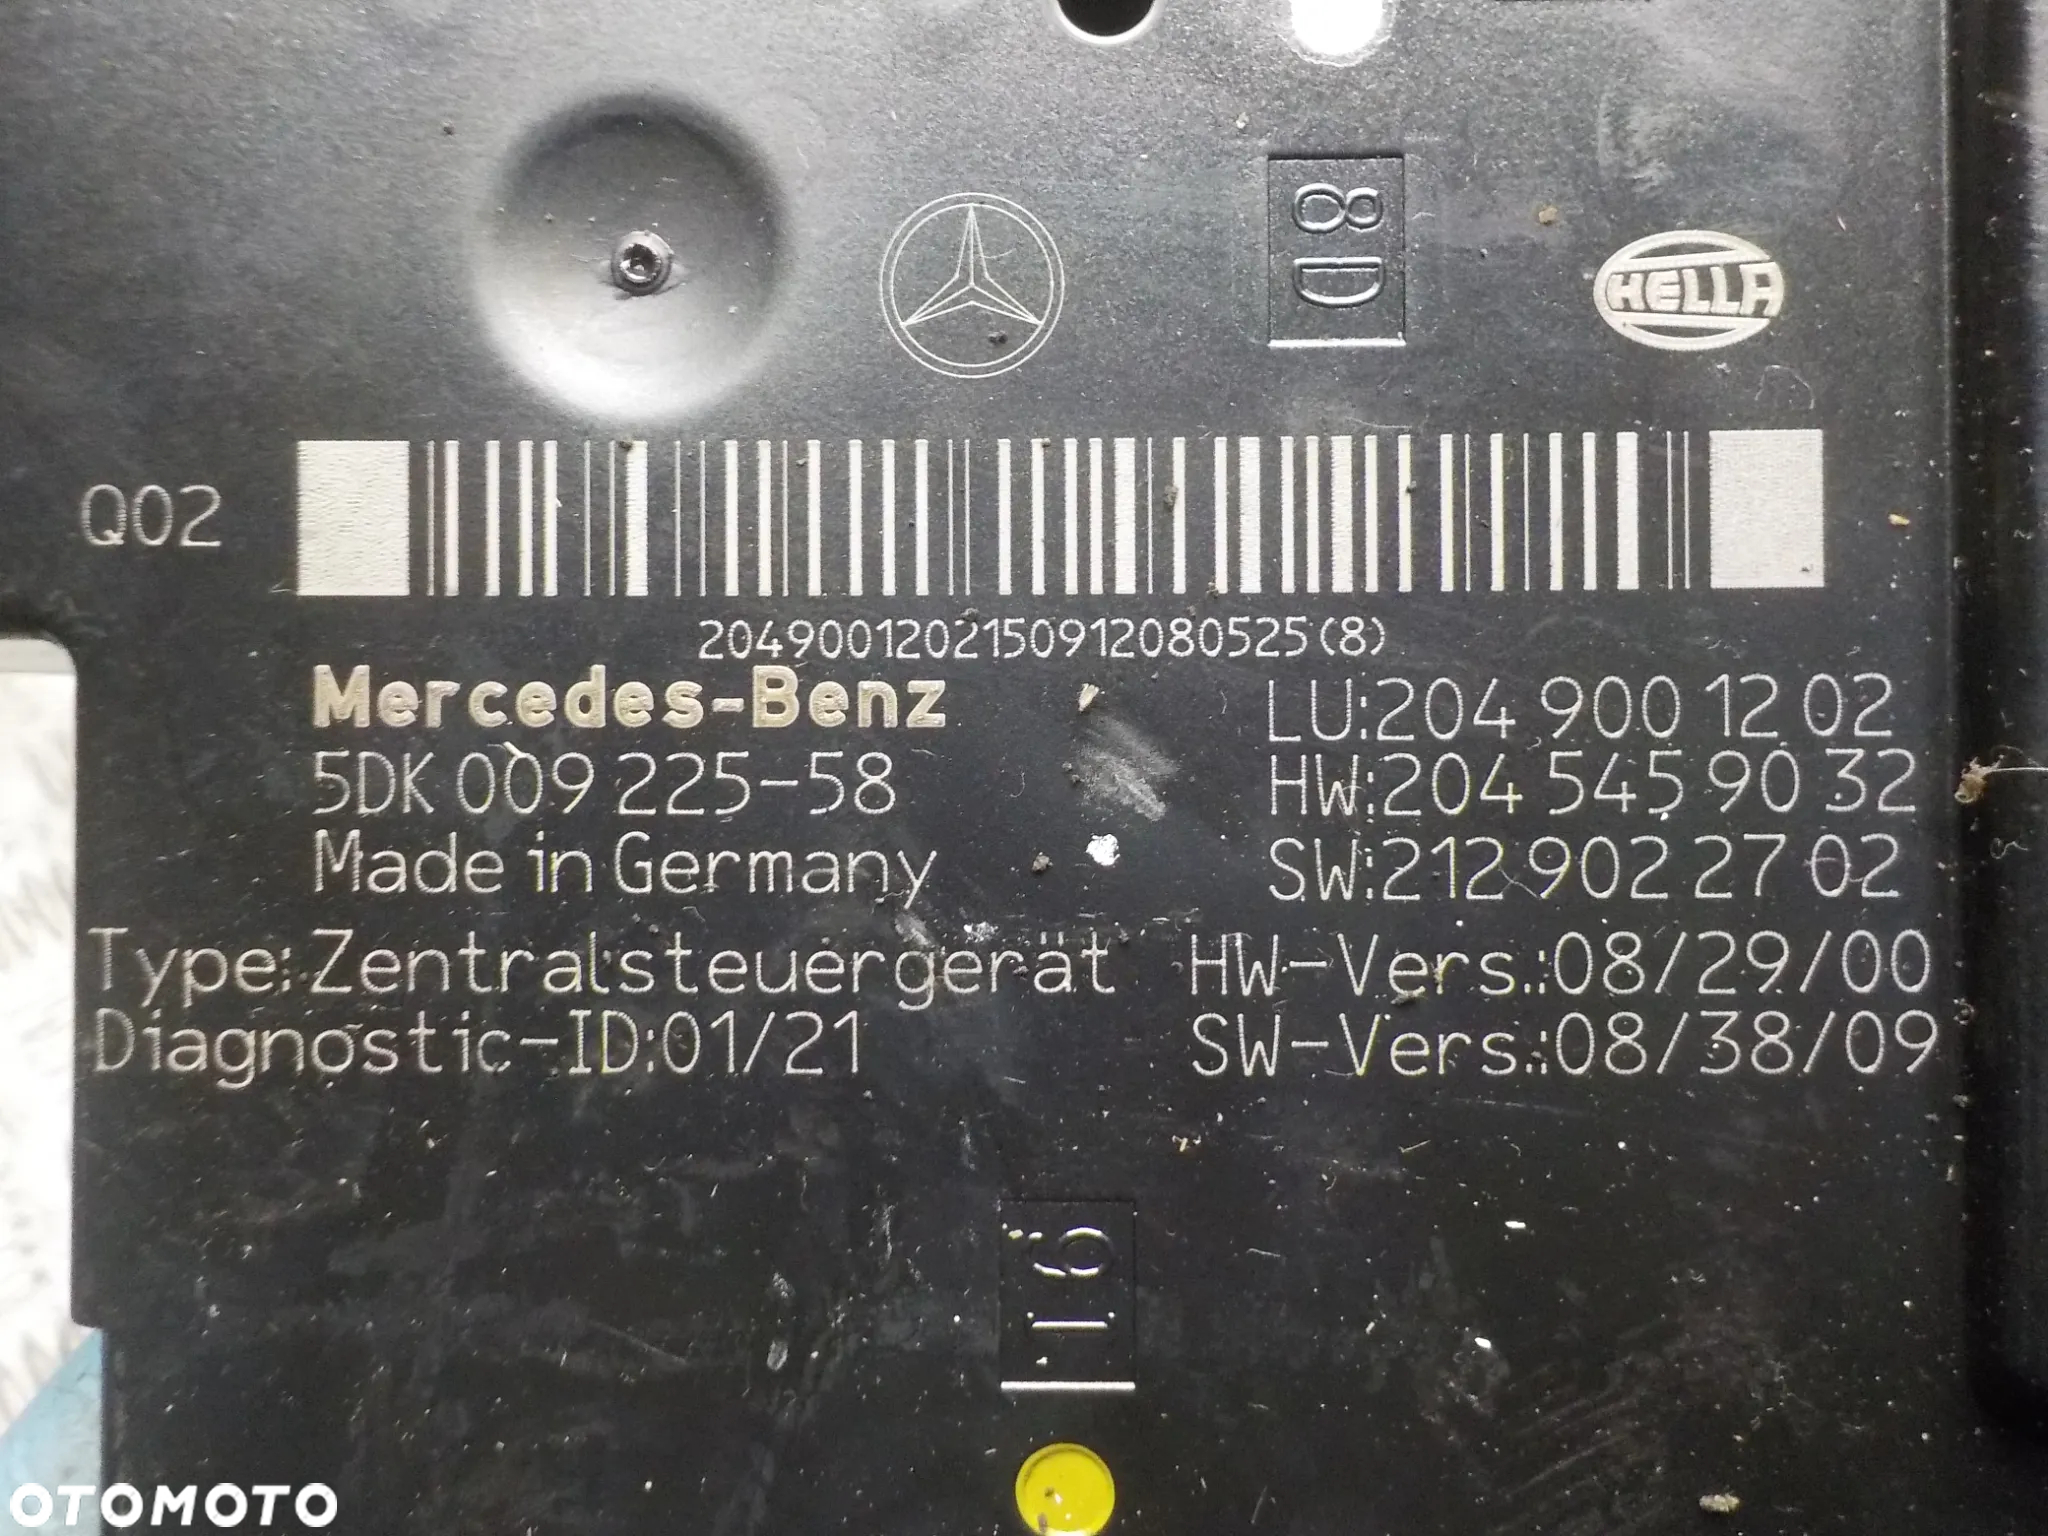 8D
HELLA
Q02
2049001202150912080525(8)
Mercedes-Benz
LU:204 900 12 02
5DK 009 225-58
HW:204 545 90 32
Made in Germany
SW:212 902 27 02
Type: Zentralsteuergerät
HW-Vers.:08/29/00
Diagnostic-ID:01/21
SW-Vers.:08/38/09
16
OTOMOTO